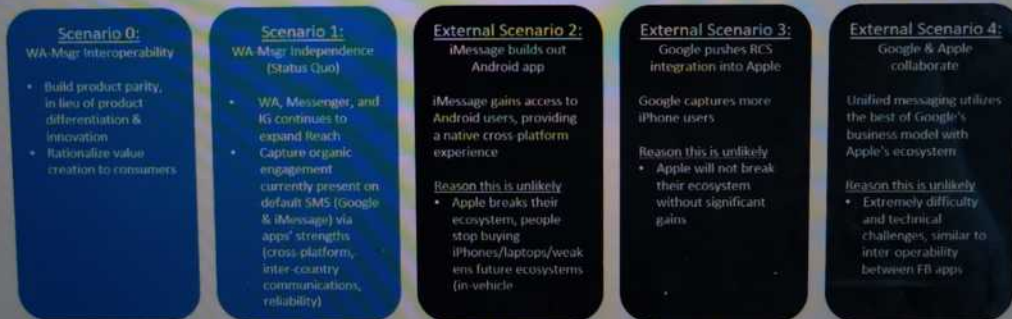 Scenario 0:
WA-Msgr Interoperability
• Build product parity,
in lieu of product
differentiation &
innovation
• Rationalize value
creation to consumers
Scenario 1:
WA-Msgr Independence
(Status Quo)
• WA, Messenger, and
IG continues to
expand Reach
• Capture organic
engagement
currently present on
default SMS (Google
& iMessage) via
apps' strengths
(cross-platform,
inter-country
communications,
reliability)
External Scenario 2:
iMessage builds out
Android app
iMessage gains access to
Android users, providing
a native cross-platform
experience
Reason this is unlikely
• Apple breaks their
ecosystem, people
stop buying
iPhones/laptops/weak
ens future ecosystems
(in-vehicle
External Scenario 3:
Google pushes RCS
integration into Apple
Google captures more
iPhone users
Reason this is unlikely
• Apple will not break
their ecosystem
without significant
gains
External Scenario 4:
Google & Apple
collaborate
Unified messaging utilizes
the best of Google's
business model with
Apple's ecosystem
Reason this is unlikely
• Extremely difficulty
and technical
challenges, similar to
inter-operability
between FB apps